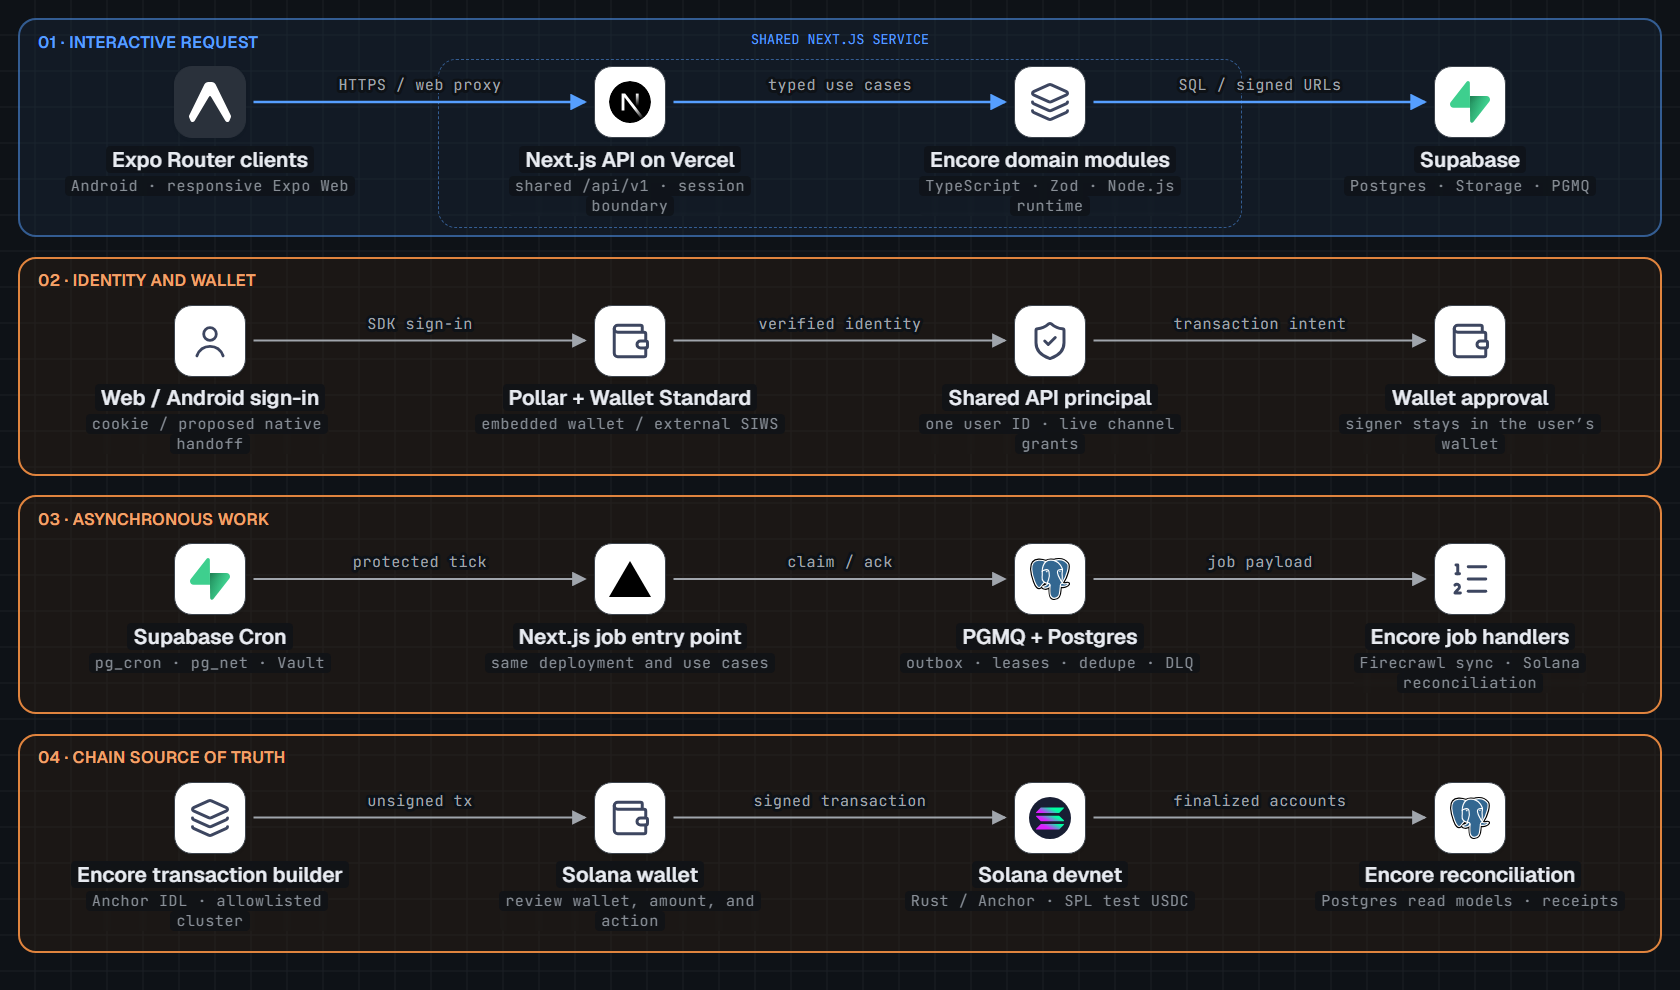 01 · INTERACTIVE REQUEST
SHARED NEXT.JS SERVICE
HTTPS / web proxy
typed use cases
SQL / signed URLs
N
Expo Router clients
Android · responsive Expo Web
Next.js API on Vercel
shared /api/v1 · session
boundary
Encore domain modules
TypeScript · Zod · Node.js
runtime
Supabase
Postgres · Storage · PGMQ
02 · IDENTITY AND WALLET
SDK sign-in
verified identity
transaction intent
Web / Android sign-in
cookie / proposed native
handoff
Pollar + Wallet Standard
embedded wallet / external SIWS
Shared API principal
one user ID · live channel
grants
Wallet approval
signer stays in the user’s
wallet
03 · ASYNCHRONOUS WORK
protected tick
claim / ack
job payload
1
2
Supabase Cron
pg_cron · pg_net · Vault
Next.js job entry point
same deployment and use cases
PGMQ + Postgres
outbox · leases · dedupe · DLQ
Encore job handlers
Firecrawl sync · Solana
reconciliation
04 · CHAIN SOURCE OF TRUTH
unsigned tx
signed transaction
finalized accounts
Encore transaction builder
Anchor IDL · allowlisted
cluster
Solana wallet
review wallet, amount, and
action
Solana devnet
Rust / Anchor · SPL test USDC
Encore reconciliation
Postgres read models · receipts